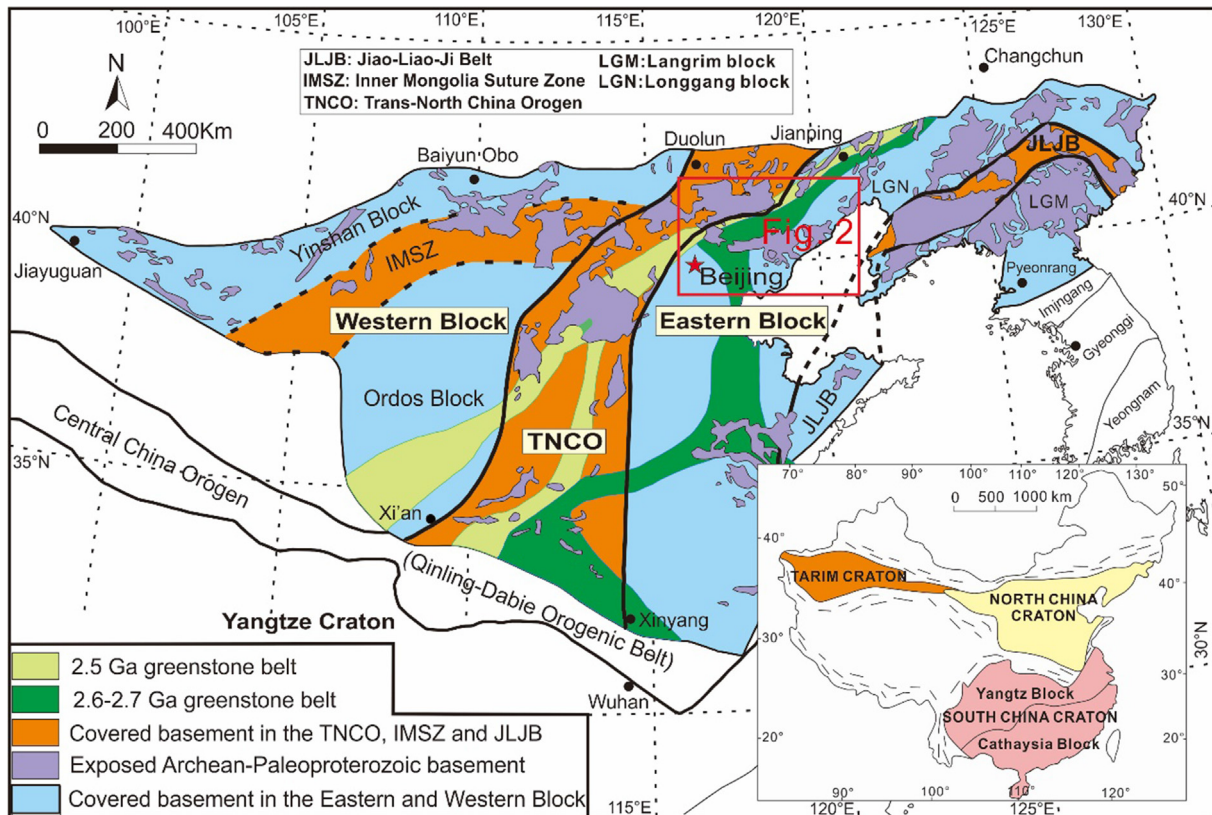 100°E
105°E
110°E
115°E
120°E
125°E
130°E
JLJB: Jiao-Liao-Ji Belt
LGM:Langrim block
IMSZ: Inner Mongolia Suture Zone
LGN:Longgang block
TNCO: Trans-North China Orogen
N
0 200 400Km
Changchun
Duolun
Jianping
Baiyun Obo
JLJB
LGN
LGM
40°N
40°N
Yinshan Block
IMSZ
Fig. 2
Beijing
Jiayuguan
Pyeonrang
Imjingang
Gyeonggi
Yeongnam
Western Block
Eastern Block
Ordos Block
JLJB
TNCO
35°N
35°N
Central China Orogen
Xi'an
(Qinling-Dabie Orogenic Belt)
Xinyang
Yangtze Craton
Wuhan
30°N
115°E
120°E
125°E
2.5 Ga greenstone belt
2.6-2.7 Ga greenstone belt
Covered basement in the TNCO, IMSZ and JLJB
Exposed Archean-Paleoproterozoic basement
Covered basement in the Eastern and Western Block
70°
80°
90°
100°
110°
120°
130°
0 500 1000 km
50°
40°
40°
TARIM CRATON
NORTH CHINA
CRATON
30°
30°
Yangtz Block
SOUTH CHINA CRATON
Cathaysia Block
20°
20°
90°
100°
110°
120°